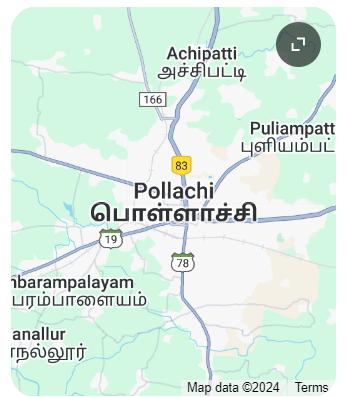 Achipatti
அச்சிபட்டி
166
Puliampatt
புளியம்பட்
83
Pollachi
பொள்ளாச்சி
19
78
nbarampalayam
பரம்பாளையம்
anallur
நல்லூர்
Map data ©2024 Terms